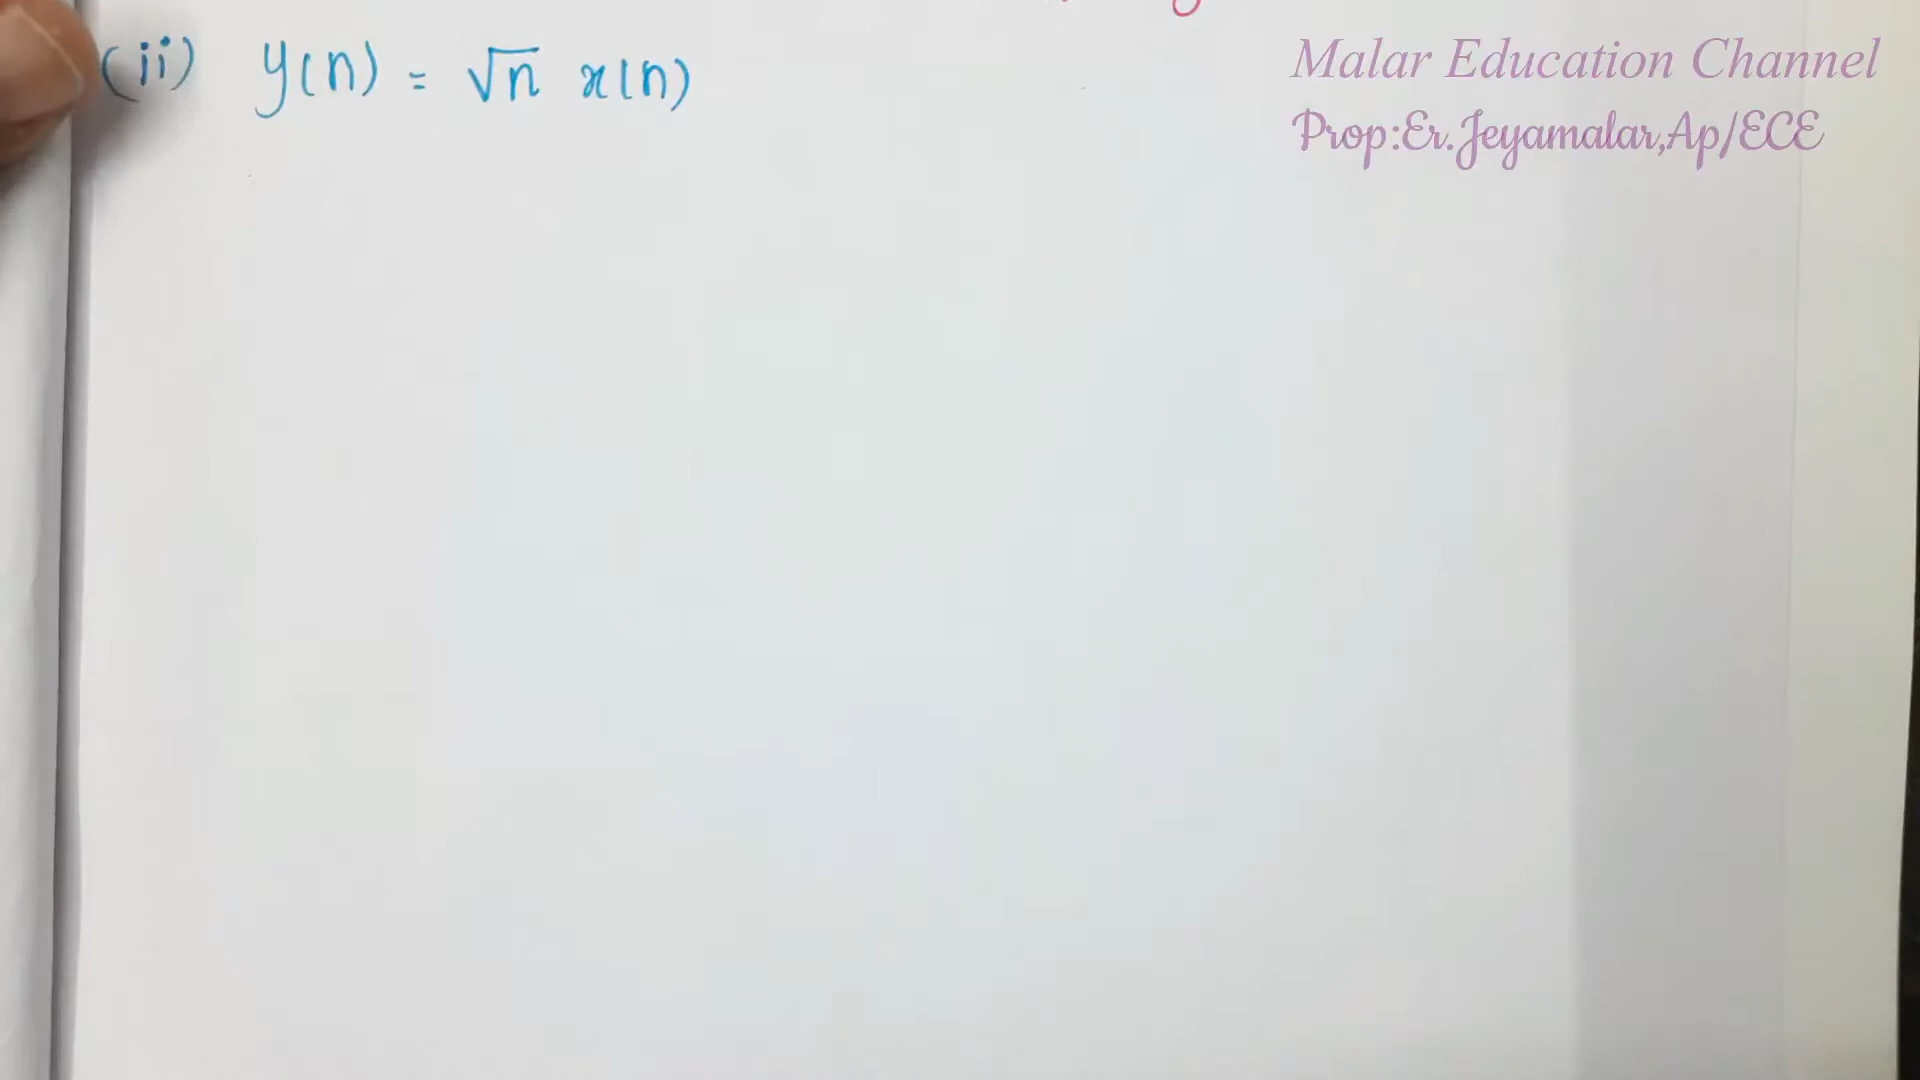 (ii) y(n) = √n x(n)
Malar Education Channel
Prop:Er.Jeyamalar,Ap/ECE